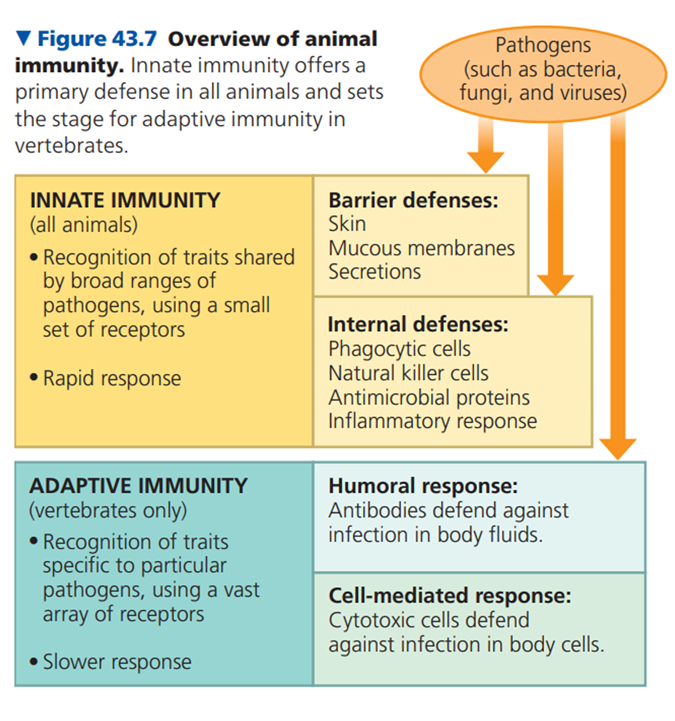 ▼ Figure 43.7 Overview of animal
immunity. Innate immunity offers a
primary defense in all animals and sets
the stage for adaptive immunity in
vertebrates.
Pathogens
(such as bacteria,
fungi, and viruses)
INNATE IMMUNITY
(all animals)
• Recognition of traits shared
by broad ranges of
pathogens, using a small
set of receptors
• Rapid response
Barrier defenses:
Skin
Mucous membranes
Secretions
Internal defenses:
Phagocytic cells
Natural killer cells
Antimicrobial proteins
Inflammatory response
ADAPTIVE IMMUNITY
(vertebrates only)
• Recognition of traits
specific to particular
pathogens, using a vast
array of receptors
• Slower response
Humoral response:
Antibodies defend against
infection in body fluids.
Cell-mediated response:
Cytotoxic cells defend
against infection in body cells.